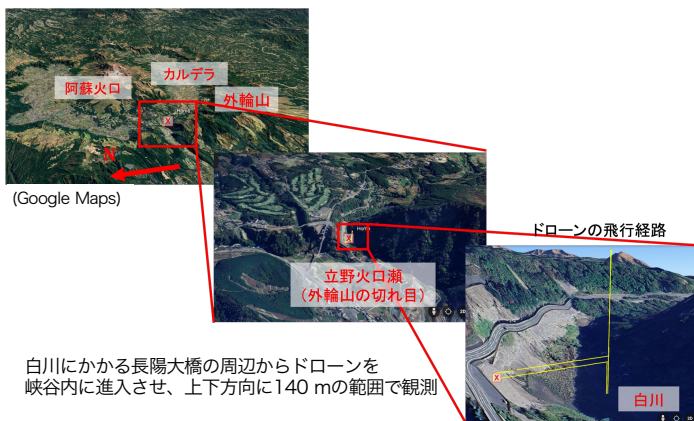 阿蘇火口
カルデラ
外輪山
Home
N
(Google Maps)
Home
立野火口瀬
(外輪山の切れ目)
2D
ドローンの飛行経路
白川
2D
白川にかかる長陽大橋の周辺からドローンを
峡谷内に進入させ、上下方向に140 mの範囲で観測